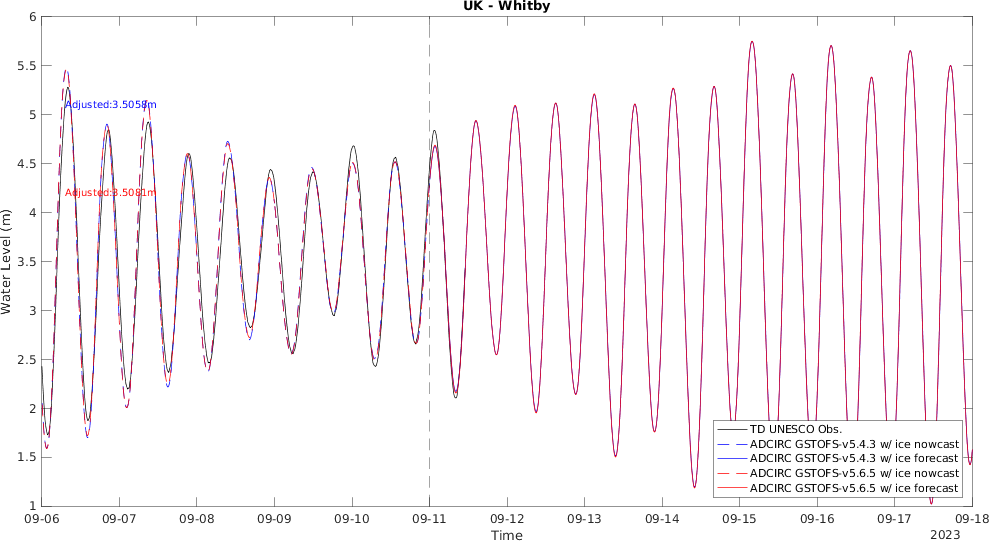 UK - Whitby
6
5.5
5
4.5
4
3.5
3
2.5
2
1.5
1
Water Level (m)
Adjusted:3.5058m
Adjusted:3.5081m
TD UNESCO Obs.
ADCIRC GSTOFS-v5.4.3 w/ ice nowcast
ADCIRC GSTOFS-v5.4.3 w/ ice forecast
ADCIRC GSTOFS-v5.6.5 w/ ice nowcast
ADCIRC GSTOFS-v5.6.5 w/ ice forecast
09-06 09-07 09-08 09-09 09-10 09-11 09-12 09-13 09-14 09-15 09-16 09-17 09-18
Time
2023